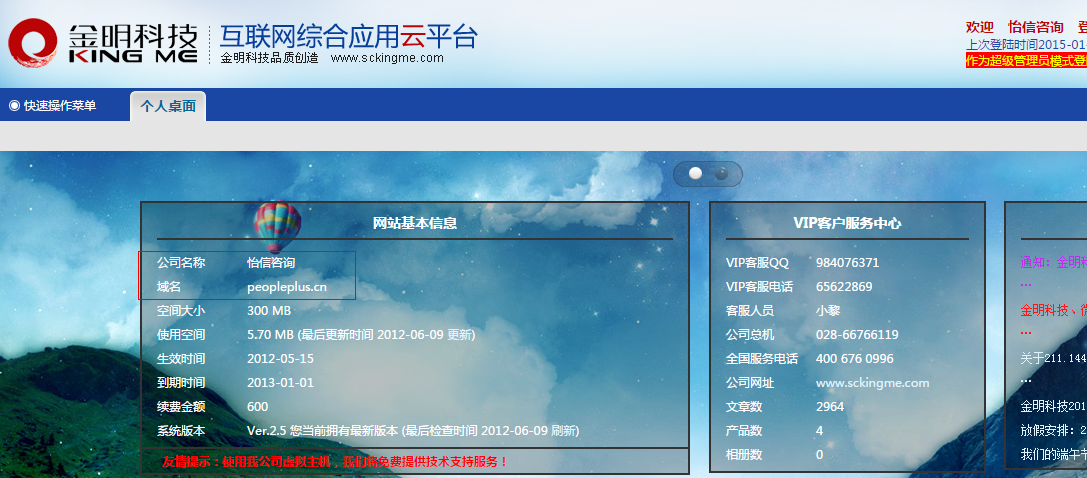 金明科技
KING ME
互联网综合应用云平台
金明科技品质创造 www.sckingme.com
欢迎 怡信咨询 登
上次登陆时间2015-01
作为超级管理员模式登
快速操作菜单
个人桌面
网站基本信息
公司名称 怡信咨询
域名 peopleplus.cn
空间大小 300 MB
使用空间 5.70 MB (最后更新时间 2012-06-09 更新)
生效时间 2012-05-15
到期时间 2013-01-01
续费金额 600
系统版本 Ver.2.5 您当前拥有最新版本 (最后检查时间 2012-06-09 刷新)
友情提示：使用我公司虚拟主机，我们将免费提供技术支持服务！
VIP客户服务中心
VIP客服QQ 984076371
VIP客服电话 65622869
客服人员 小黎
公司总机 028-66766119
全国服务电话 400 676 0996
公司网址 www.sckingme.com
文章数 2964
产品数 4
相册数 0
通知：金明科
...
金明科技、微
...
关于211.144
...
金明科技201
放假安排：2
我们的端午节